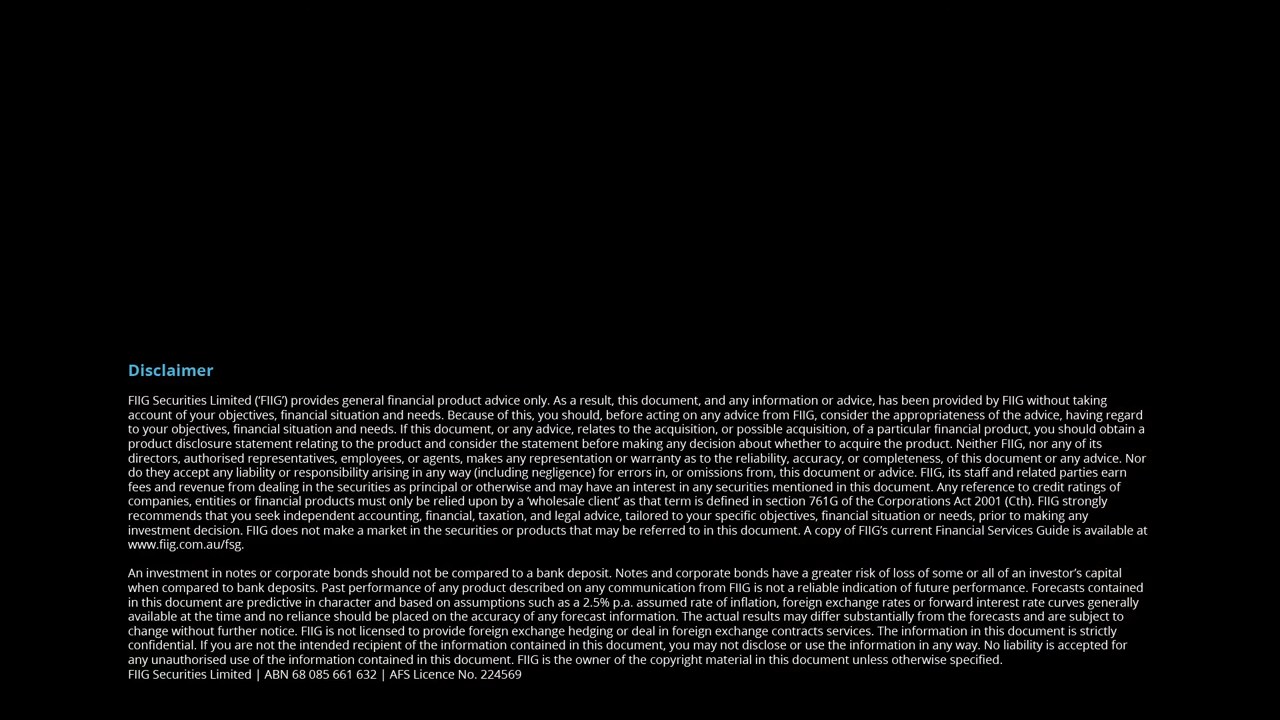 Disclaimer
FIIG Securities Limited (‘FIIG’) provides general financial product advice only. As a result, this document, and any information or advice, has been provided by FIIG without taking
account of your objectives, financial situation and needs. Because of this, you should, before acting on any advice from FIIG, consider the appropriateness of the advice, having regard
to your objectives, financial situation and needs. If this document, or any advice, relates to the acquisition, or possible acquisition, of a particular financial product, you should obtain a
product disclosure statement relating to the product and consider the statement before making any decision about whether to acquire the product. Neither FIIG, nor any of its
directors, authorised representatives, employees, or agents, makes any representation or warranty as to the reliability, accuracy, or completeness, of this document or any advice. Nor
do they accept any liability or responsibility arising in any way (including negligence) for errors in, or omissions from, this document or advice. FIIG, its staff and related parties earn
fees and revenue from dealing in the securities as principal or otherwise and may have an interest in any securities mentioned in this document. Any reference to credit ratings of
companies, entities or financial products must only be relied upon by a ‘wholesale client’ as that term is defined in section 761G of the Corporations Act 2001 (Cth). FIIG strongly
recommends that you seek independent accounting, financial, taxation, and legal advice, tailored to your specific objectives, financial situation or needs, prior to making any
investment decision. FIIG does not make a market in the securities or products that may be referred to in this document. A copy of FIIG’s current Financial Services Guide is available at
www.fiig.com.au/fsg.
An investment in notes or corporate bonds should not be compared to a bank deposit. Notes and corporate bonds have a greater risk of loss of some or all of an investor’s capital
when compared to bank deposits. Past performance of any product described on any communication from FIIG is not a reliable indication of future performance. Forecasts contained
in this document are predictive in character and based on assumptions such as a 2.5% p.a. assumed rate of inflation, foreign exchange rates or forward interest rate curves generally
available at the time and no reliance should be placed on the accuracy of any forecast information. The actual results may differ substantially from the forecasts and are subject to
change without further notice. FIIG is not licensed to provide foreign exchange hedging or deal in foreign exchange contracts services. The information in this document is strictly
confidential. If you are not the intended recipient of the information contained in this document, you may not disclose or use the information in any way. No liability is accepted for
any unauthorised use of the information contained in this document. FIIG is the owner of the copyright material in this document unless otherwise specified.
FIIG Securities Limited | ABN 68 085 661 632 | AFS Licence No. 224569